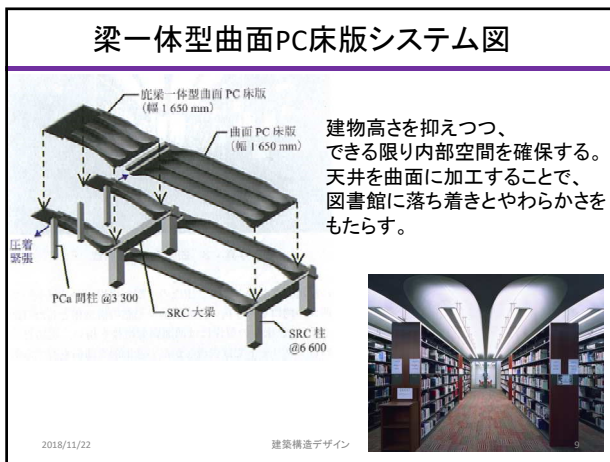 梁一体型曲面PC床版システム図
庇梁一体型曲面 PC 床版
(幅 1 650 mm)
曲面 PC 床版
(幅 1 650 mm)
建物高さを抑えつつ、
できる限り内部空間を確保する。
天井を曲面に加工することで、
図書館に落ち着きとやわらかさを
もたらす。
圧着
緊張
PCa 間柱 @3 300
SRC 大梁
SRC 柱
@6 600
2018/11/22
建築構造デザイン
9